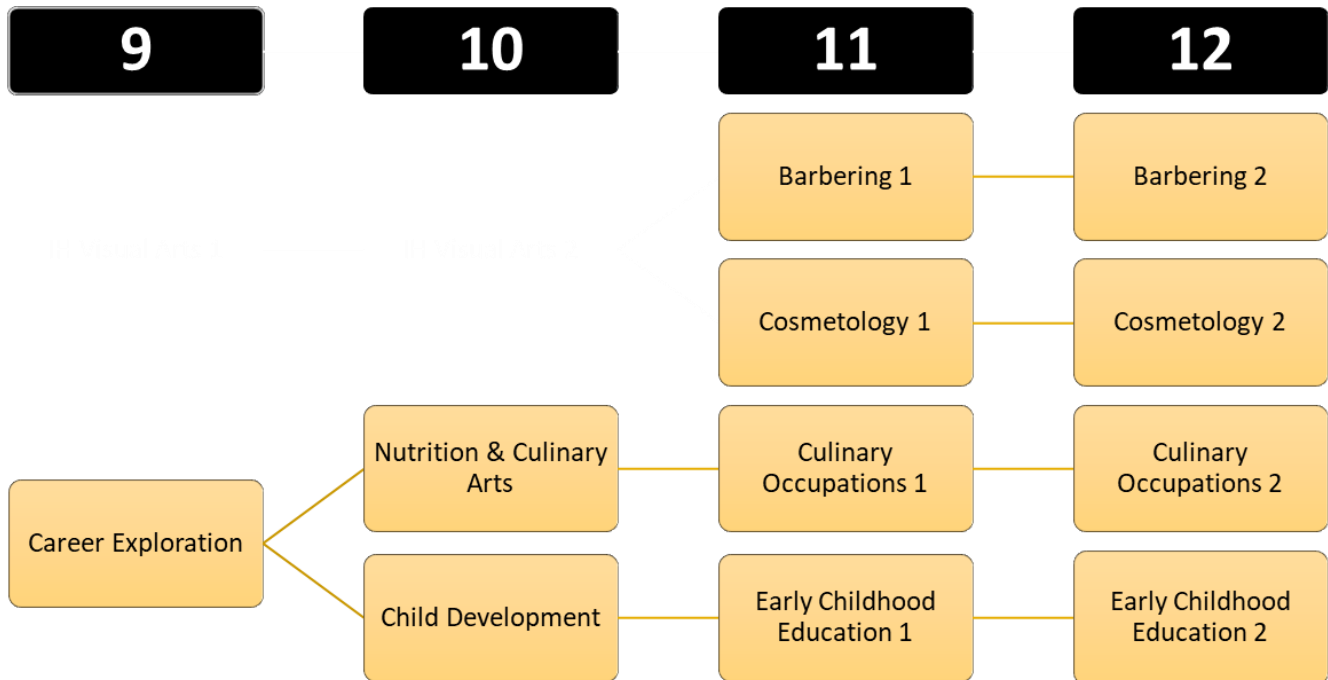 9
10
11
12
Barbering 1
Barbering 2
Cosmetology 1
Cosmetology 2
Nutrition & Culinary
Arts
Culinary
Occupations 1
Culinary
Occupations 2
Career Exploration
Child Development
Early Childhood
Education 1
Early Childhood
Education 2